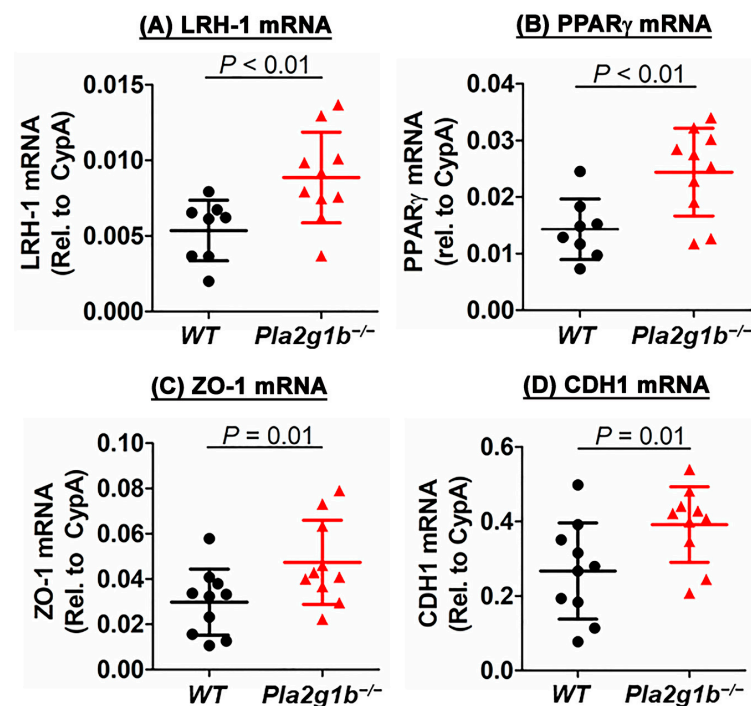 (A) LRH-1 mRNA
P < 0.01
LRH-1 mRNA
(Rel. to CypA)
0.015
0.010
0.005
0.000
WT Pla2g1b⁻/⁻
(B) PPARγ mRNA
P < 0.01
PPARγ mRNA
(rel. to CypA)
0.04
0.03
0.02
0.01
0.00
WT Pla2g1b⁻/⁻
(C) ZO-1 mRNA
P = 0.01
ZO-1 mRNA
(Rel. to CypA)
0.10
0.08
0.06
0.04
0.02
0.00
WT Pla2g1b⁻/⁻
(D) CDH1 mRNA
P = 0.01
CDH1 mRNA
(Rel. to CypA)
0.6
0.4
0.2
0.0
WT Pla2g1b⁻/⁻